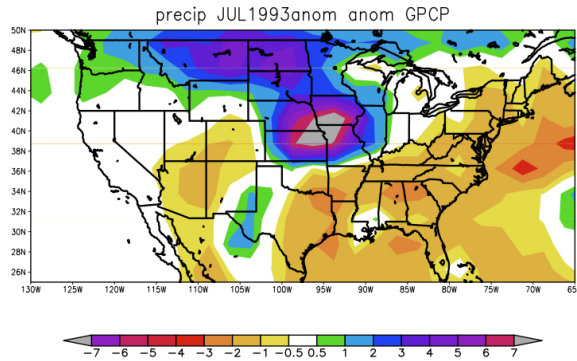 precip JUL1993anom anom GPCP
50N
48N
46N
44N
42N
40N
38N
36N
34N
32N
30N
28N
26N
130W 125W 120W 115W 110W 105W 100W 95W 90W 85W 80W 75W 70W 65
-7 -6 -5 -4 -3 -2 -1 -0.5 0.5 1 2 3 4 5 6 7